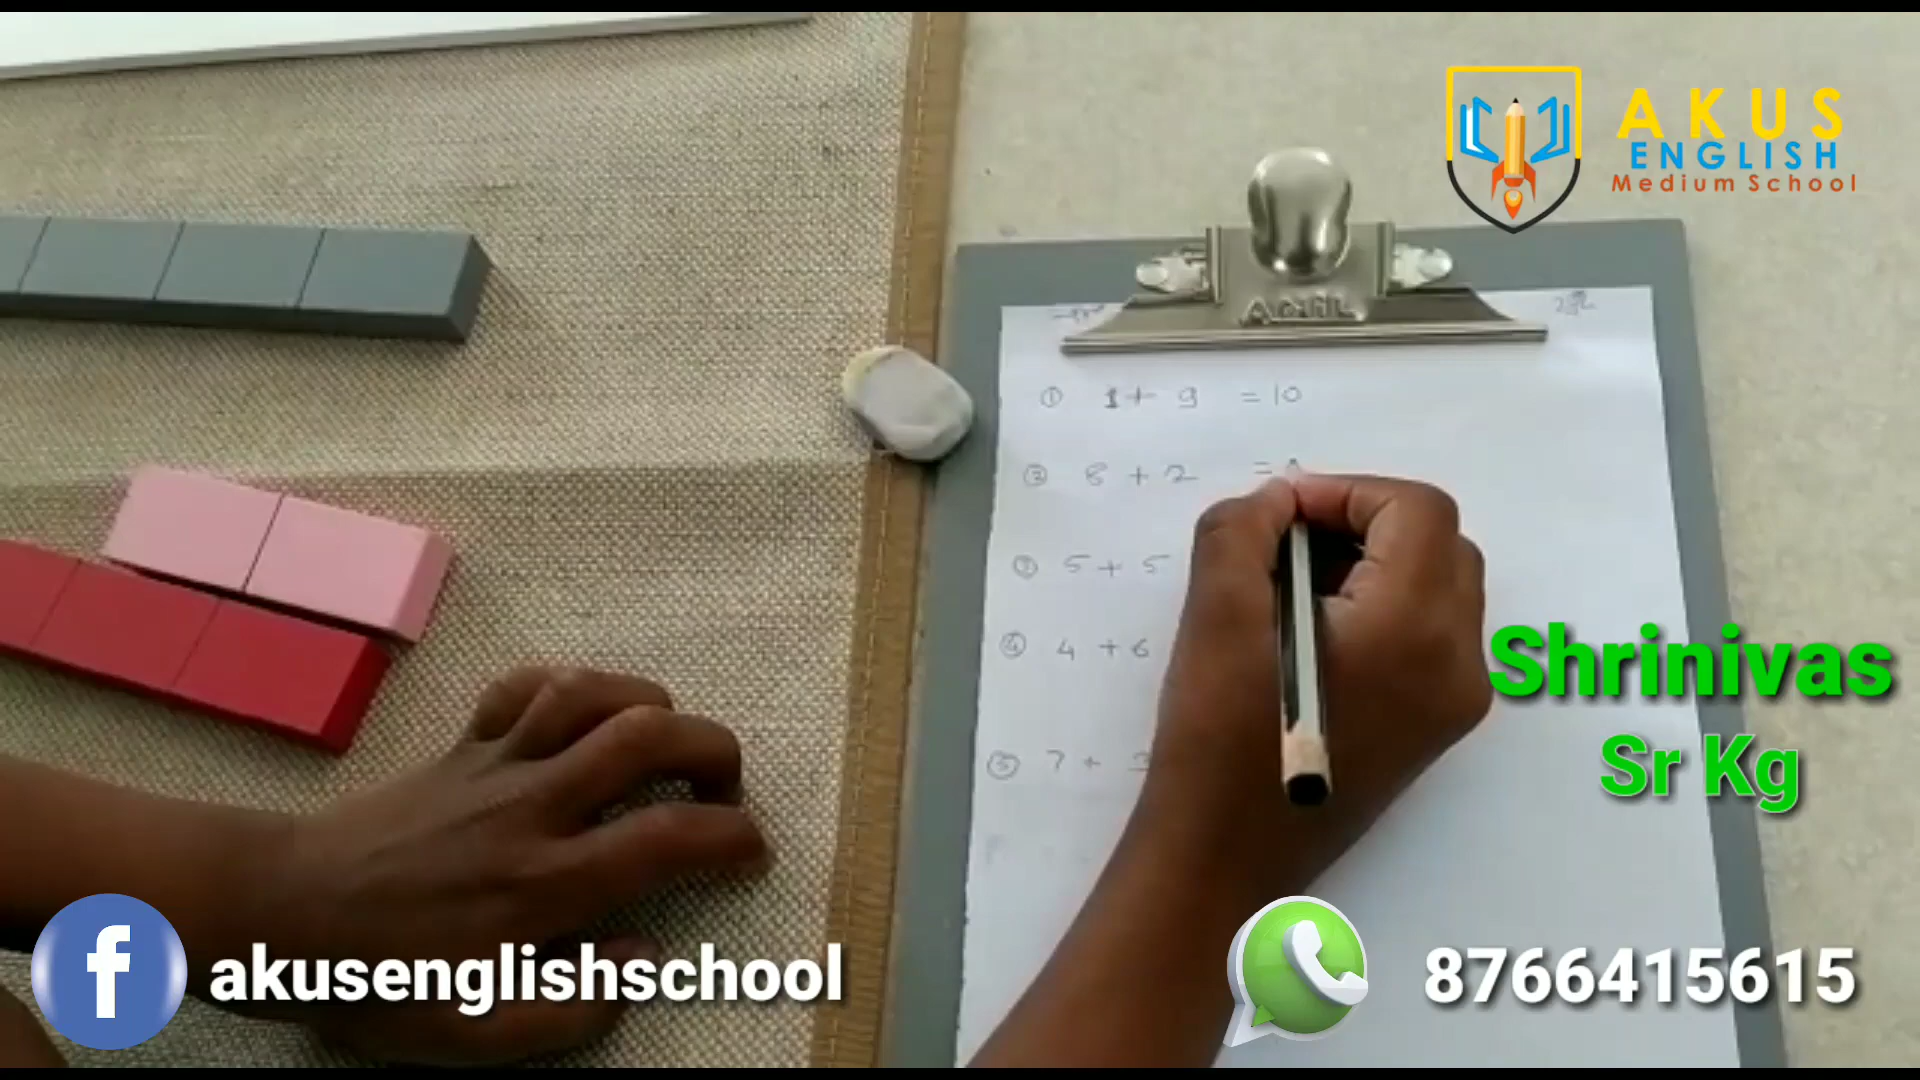 AKUS
ENGLISH
Medium School
① 1 + 9 = 10
② 8 + 2 =
③ 5 + 5
④ 4 + 6
⑤ 7 + 3
Shrinivas
Sr Kg
akusenglishschool
8766415615